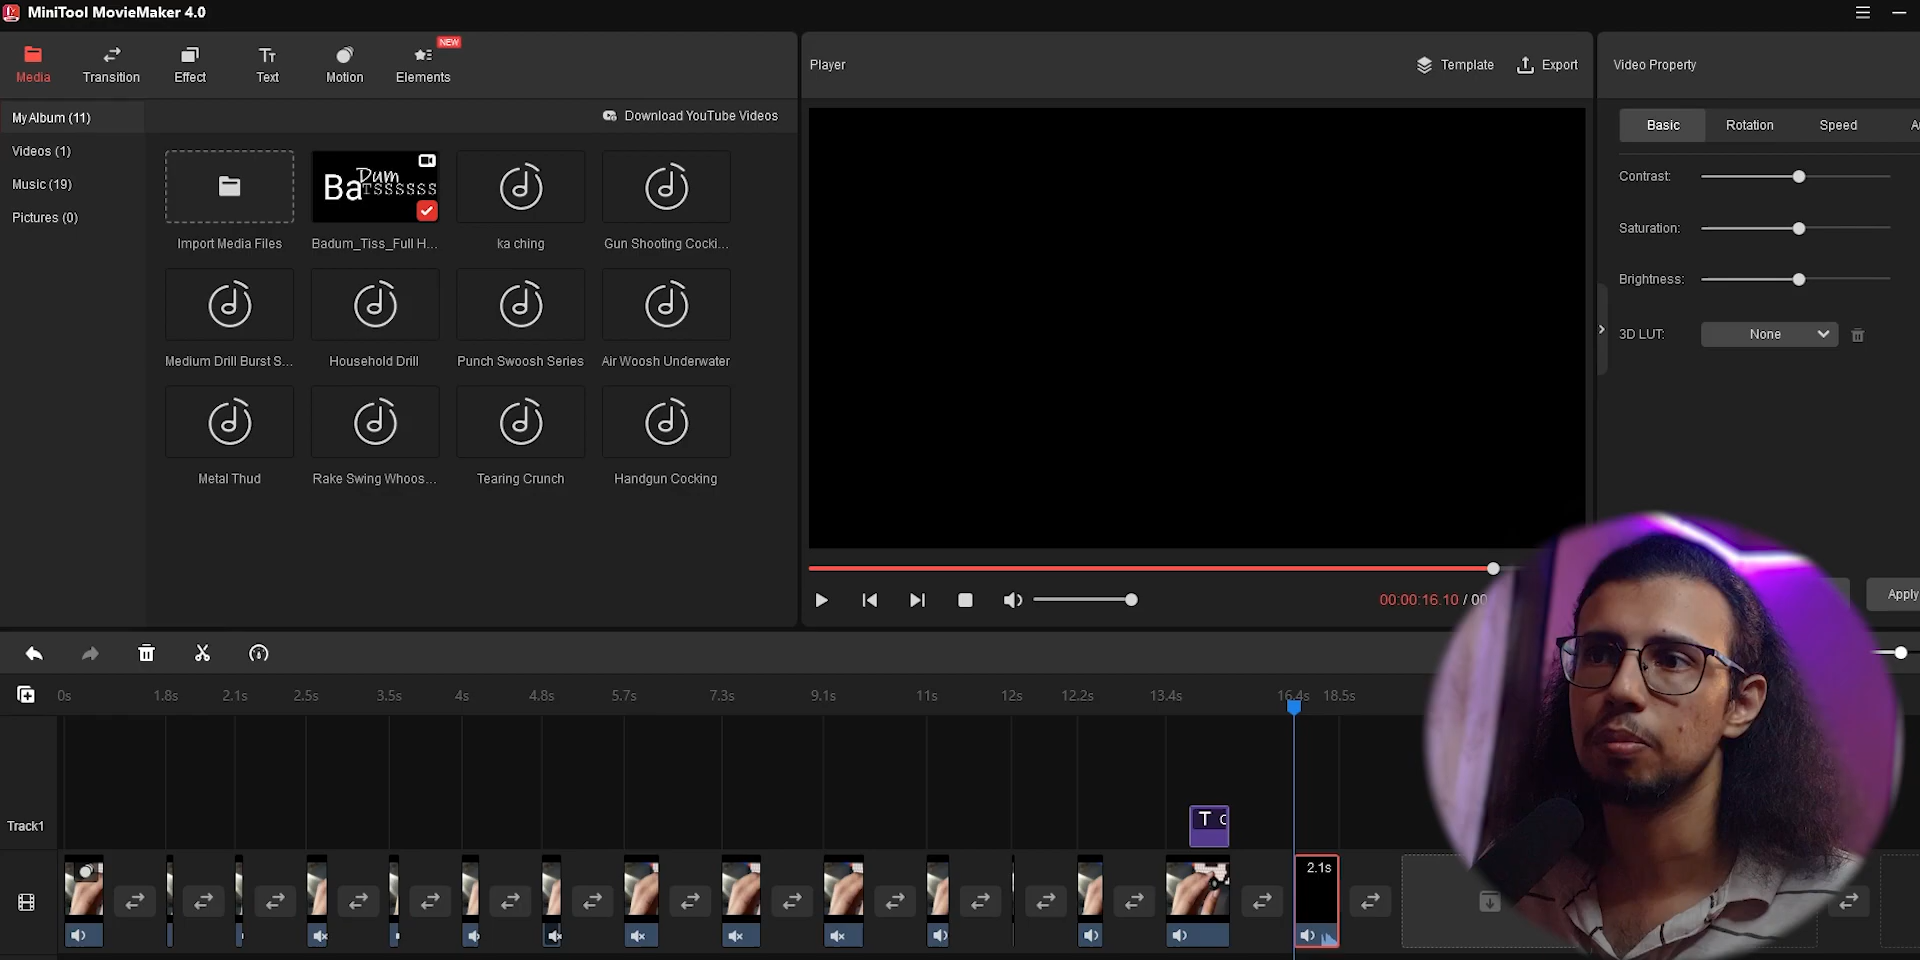 MiniTool MovieMaker 4.0
Media
Transition
Effect
Text
Motion
Elements
NEW
Player
Template
Export
Video Property
My Album (11)
Videos (1)
Music (19)
Pictures (0)
Download YouTube Videos
Ba
Dum
TSSSSSS
Import Media Files
Badum_Tiss_Full H...
ka ching
Gun Shooting Cocki...
Medium Drill Burst S...
Household Drill
Punch Swoosh Series
Air Woosh Underwater
Metal Thud
Rake Swing Whoos...
Tearing Crunch
Handgun Cocking
Basic
Rotation
Speed
Contrast:
Saturation:
Brightness:
3D LUT:
None
Apply
00:00:16.10 / 00
0s
1.8s
2.1s
2.5s
3.5s
4s
4.8s
5.7s
7.3s
9.1s
11s
12s
12.2s
13.4s
16.4s
18.5s
Track1
T
2.1s